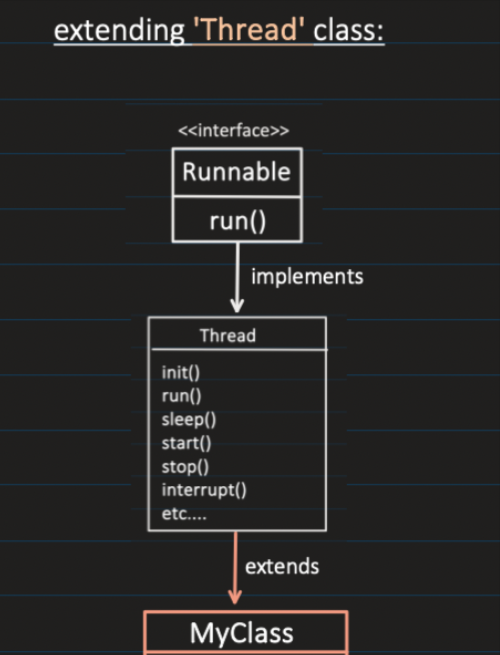 extending 'Thread' class:
<<interface>>
Runnable
run()
implements
Thread
init()
run()
sleep()
start()
stop()
interrupt()
etc....
extends
MyClass